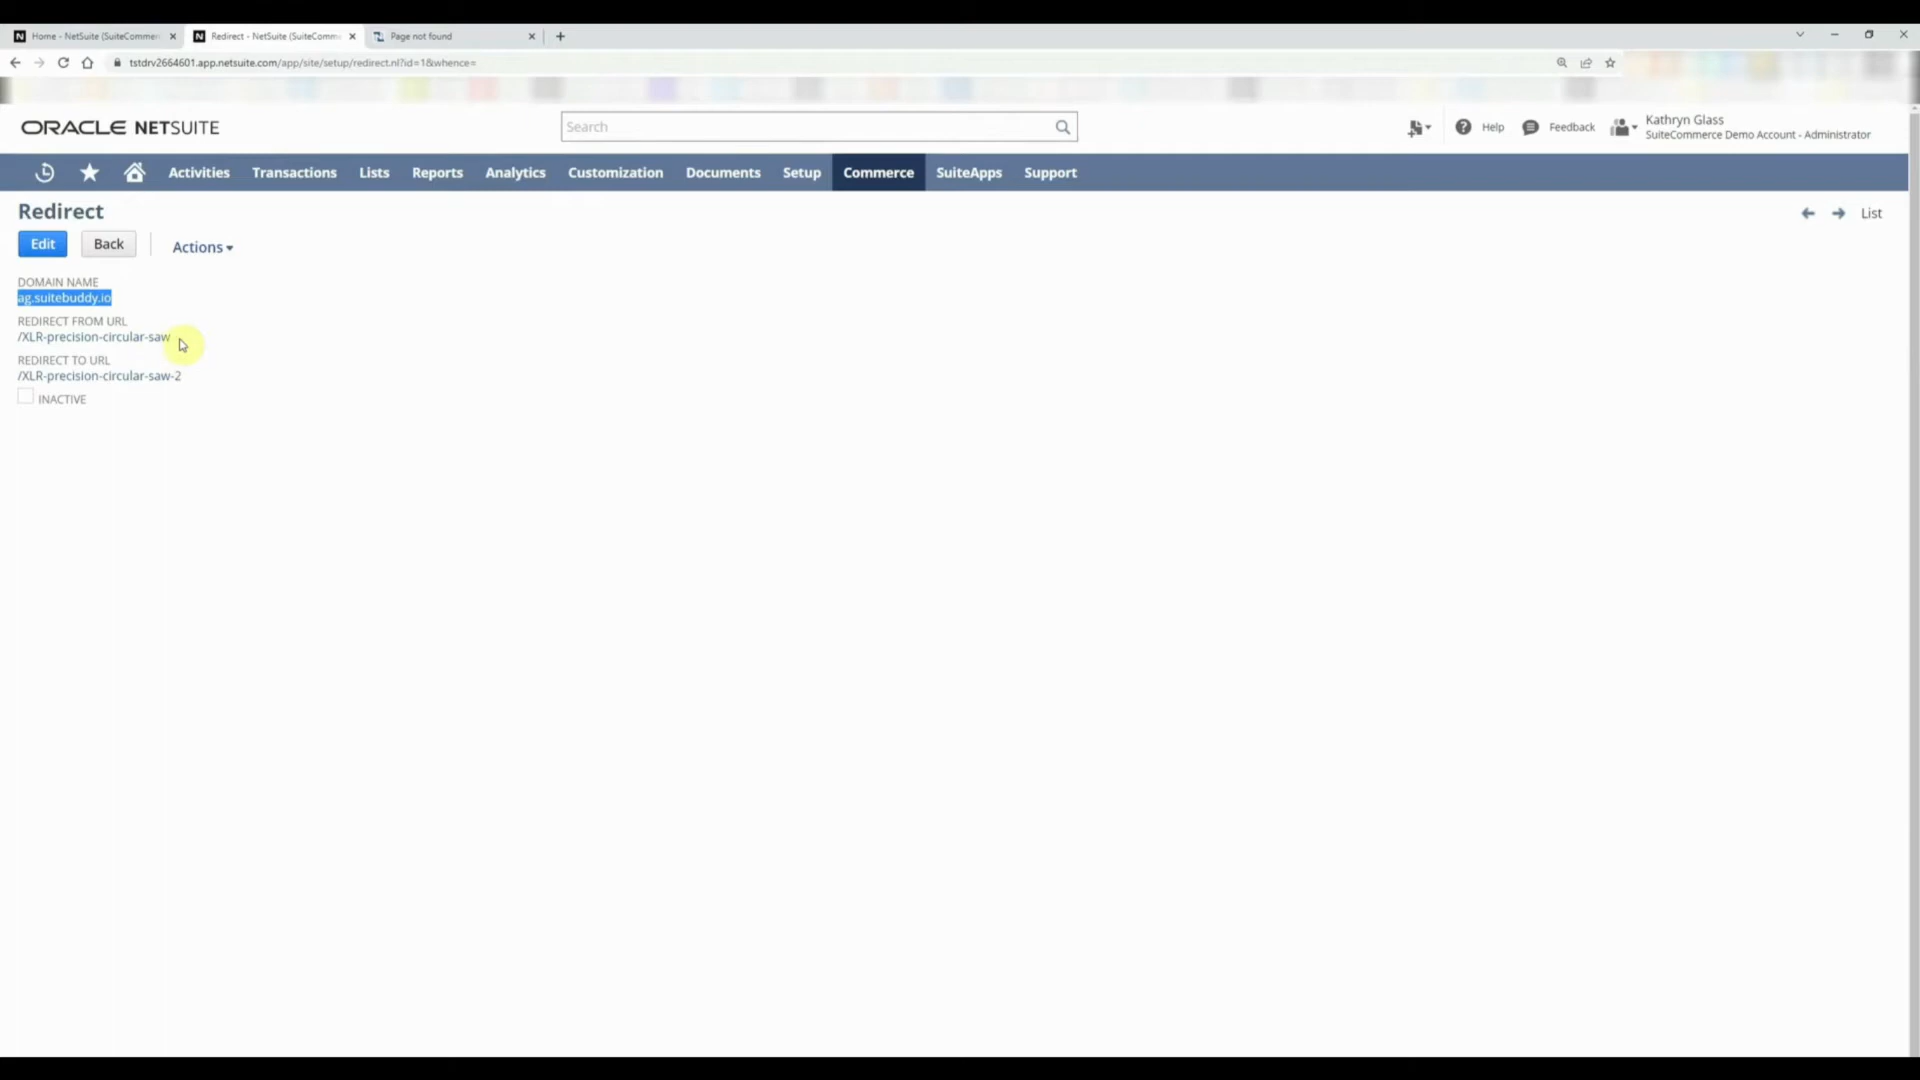 Home - NetSuite (SuiteCommer
Redirect - NetSuite (SuiteComm
Page not found
tstdrv2664601.app.netsuite.com/app/site/setup/redirect.nl?id=1&whence=
ORACLE NETSUITE
Search
Help
Feedback
Kathryn Glass
SuiteCommerce Demo Account - Administrator
Activities
Transactions
Lists
Reports
Analytics
Customization
Documents
Setup
Commerce
SuiteApps
Support
Redirect
List
Edit
Back
Actions
DOMAIN NAME
ag.suitebuddy.io
REDIRECT FROM URL
/XLR-precision-circular-saw
REDIRECT TO URL
/XLR-precision-circular-saw-2
INACTIVE